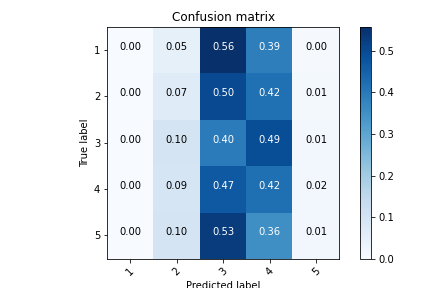 Confusion matrix
True label
1 0.00 0.05 0.56 0.39 0.00
2 0.00 0.07 0.50 0.42 0.01
3 0.00 0.10 0.40 0.49 0.01
4 0.00 0.09 0.47 0.42 0.02
5 0.00 0.10 0.53 0.36 0.01
1 2 3 4 5
Predicted label
0.5
0.4
0.3
0.2
0.1
0.0